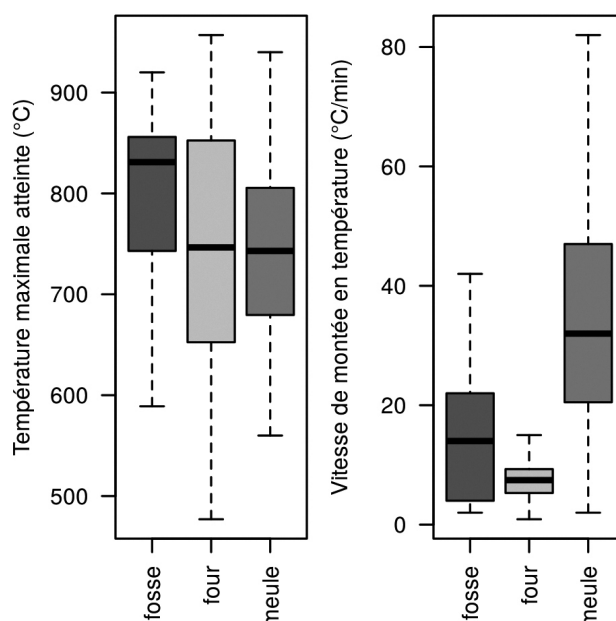 Température maximale atteinte (°C)
900
800
700
600
500
fosse
four
meule
Vitesse de montée en température (°C/min)
80
60
40
20
0
fosse
four
meule